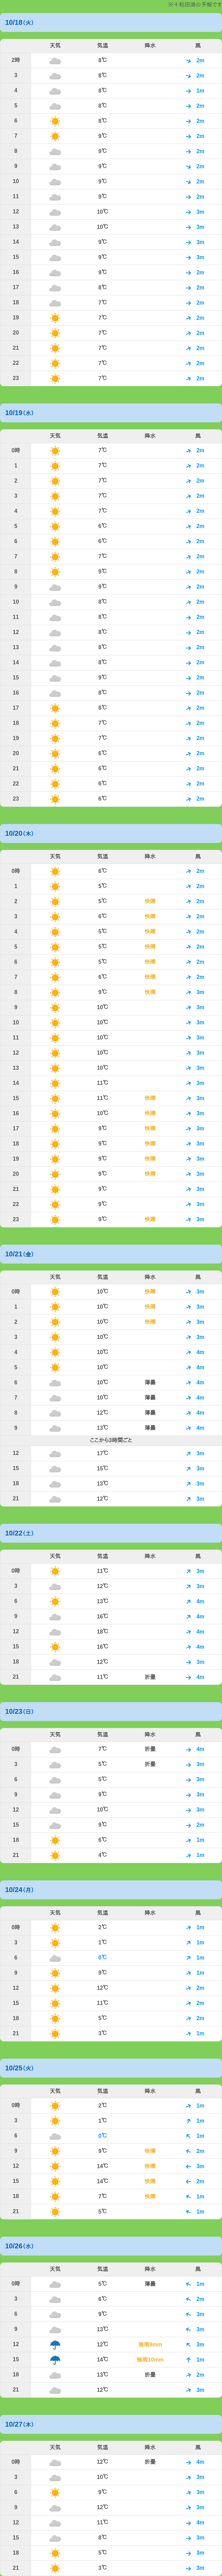 ※十和田湖の予報です
10/18(火)
天気 気温 降水 風
2時 8℃ 2m
3 8℃ 2m
4 8℃ 1m
5 8℃ 2m
6 8℃ 2m
7 9℃ 2m
8 9℃ 2m
9 9℃ 2m
10 9℃ 2m
11 9℃ 2m
12 10℃ 3m
13 10℃ 3m
14 9℃ 3m
15 9℃ 3m
16 9℃ 2m
17 8℃ 2m
18 7℃ 2m
19 7℃ 2m
20 7℃ 2m
21 7℃ 2m
22 7℃ 2m
23 7℃ 2m
10/19(水)
天気 気温 降水 風
0時 7℃ 2m
1 7℃ 2m
2 7℃ 2m
3 7℃ 2m
4 7℃ 2m
5 6℃ 2m
6 6℃ 2m
7 7℃ 2m
8 9℃ 2m
9 9℃ 2m
10 8℃ 2m
11 8℃ 2m
12 8℃ 2m
13 8℃ 2m
14 8℃ 2m
15 9℃ 2m
16 8℃ 2m
17 8℃ 2m
18 7℃ 2m
19 7℃ 2m
20 6℃ 2m
21 6℃ 2m
22 6℃ 2m
23 6℃ 2m
10/20(木)
天気 気温 降水 風
0時 6℃ 2m
1 5℃ 2m
2 5℃ 快晴 2m
3 6℃ 快晴 2m
4 5℃ 快晴 2m
5 5℃ 快晴 2m
6 5℃ 快晴 2m
7 6℃ 快晴 2m
8 9℃ 快晴 3m
9 10℃ 3m
10 10℃ 3m
11 10℃ 3m
12 10℃ 3m
13 10℃ 3m
14 11℃ 3m
15 11℃ 快晴 3m
16 10℃ 快晴 3m
17 9℃ 快晴 3m
18 9℃ 快晴 3m
19 9℃ 快晴 3m
20 9℃ 快晴 3m
21 9℃ 3m
22 9℃ 3m
23 9℃ 快晴 3m
10/21(金)
天気 気温 降水 風
0時 10℃ 快晴 3m
1 10℃ 快晴 3m
2 10℃ 快晴 3m
3 10℃ 3m
4 10℃ 4m
5 10℃ 4m
6 10℃ 薄曇 4m
7 10℃ 薄曇 4m
8 12℃ 薄曇 4m
9 13℃ 薄曇 4m
ここから3時間ごと
12 17℃ 3m
15 15℃ 3m
18 13℃ 3m
21 12℃ 3m
10/22(土)
天気 気温 降水 風
0時 11℃ 3m
3 12℃ 3m
6 13℃ 4m
9 16℃ 4m
12 18℃ 4m
15 16℃ 4m
18 12℃ 3m
21 11℃ 折曇 4m
10/23(日)
天気 気温 降水 風
0時 7℃ 折曇 4m
3 5℃ 折曇 3m
6 5℃ 3m
9 9℃ 3m
12 10℃ 3m
15 9℃ 2m
18 6℃ 1m
21 4℃ 1m
10/24(月)
天気 気温 降水 風
0時 2℃ 1m
3 1℃ 1m
6 0℃ 1m
9 9℃ 1m
12 12℃ 2m
15 11℃ 2m
18 5℃ 2m
21 3℃ 1m
10/25(火)
天気 気温 降水 風
0時 2℃ 1m
3 1℃ 1m
6 0℃ 1m
9 9℃ 快晴 2m
12 14℃ 快晴 3m
15 14℃ 快晴 2m
18 7℃ 快晴 1m
21 5℃ 1m
10/26(水)
天気 気温 降水 風
0時 5℃ 薄曇 1m
3 6℃ 2m
6 9℃ 3m
9 13℃ 3m
12 12℃ 強雨9mm 3m
15 14℃ 強雨10mm 1m
18 13℃ 折曇 2m
21 12℃ 3m
10/27(木)
天気 気温 降水 風
0時 12℃ 折曇 4m
3 10℃ 3m
6 9℃ 3m
9 12℃ 3m
12 11℃ 4m
15 8℃ 3m
18 5℃ 3m
21 3℃ 3m